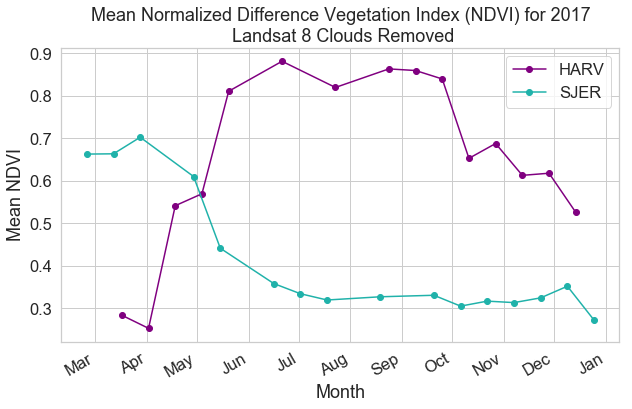 Mean Normalized Difference Vegetation Index (NDVI) for 2017
Landsat 8 Clouds Removed
HARV
SJER
Mean NDVI
0.9
0.8
0.7
0.6
0.5
0.4
0.3
Mar Apr May Jun Jul Aug Sep Oct Nov Dec Jan
Month